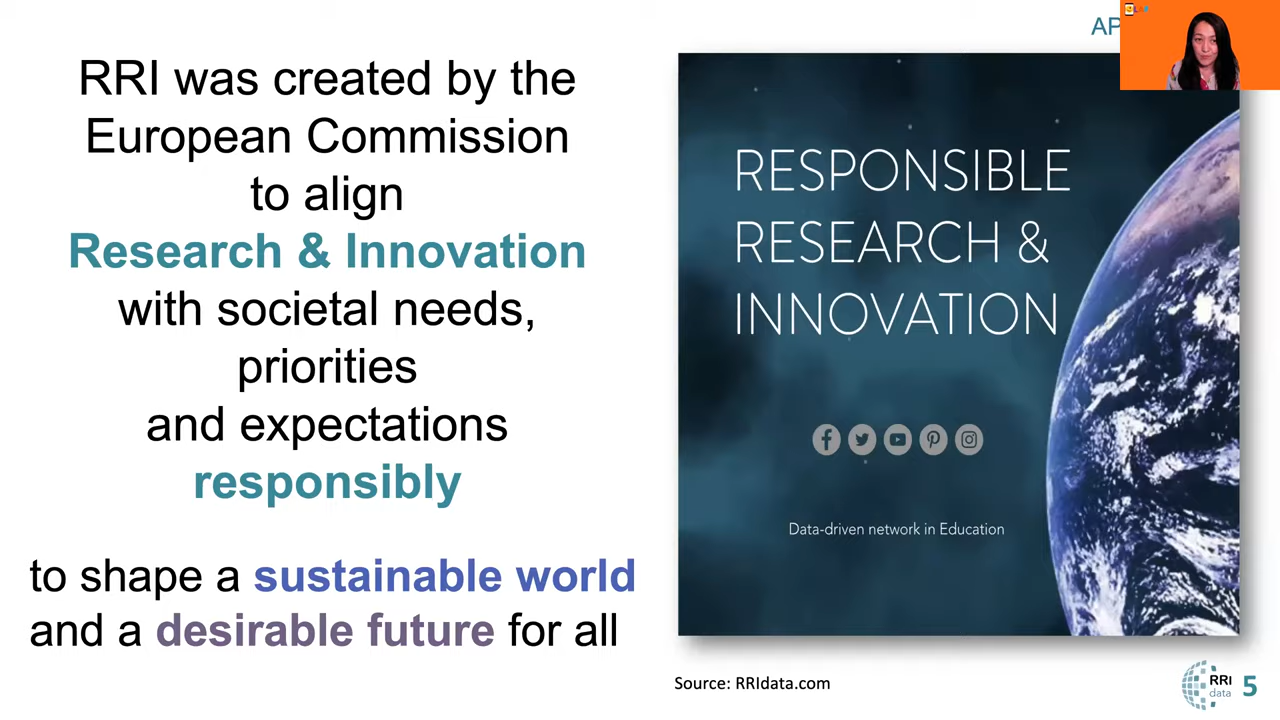 RRI was created by the
European Commission
to align
Research & Innovation
with societal needs,
priorities
and expectations
responsibly
to shape a sustainable world
and a desirable future for all
AP
RESPONSIBLE
RESEARCH &
INNOVATION
Data-driven network in Education
Source: RRIdata.com
RRI
data
5